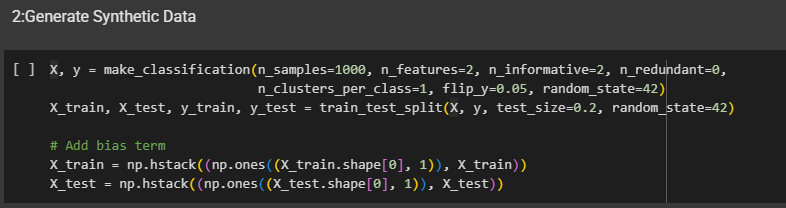 2:Generate Synthetic Data
[ ] X, y = make_classification(n_samples=1000, n_features=2, n_informative=2, n_redundant=0,
n_clusters_per_class=1, flip_y=0.05, random_state=42)
X_train, X_test, y_train, y_test = train_test_split(X, y, test_size=0.2, random_state=42)
# Add bias term
X_train = np.hstack((np.ones((X_train.shape[0], 1)), X_train))
X_test = np.hstack((np.ones((X_test.shape[0], 1)), X_test))